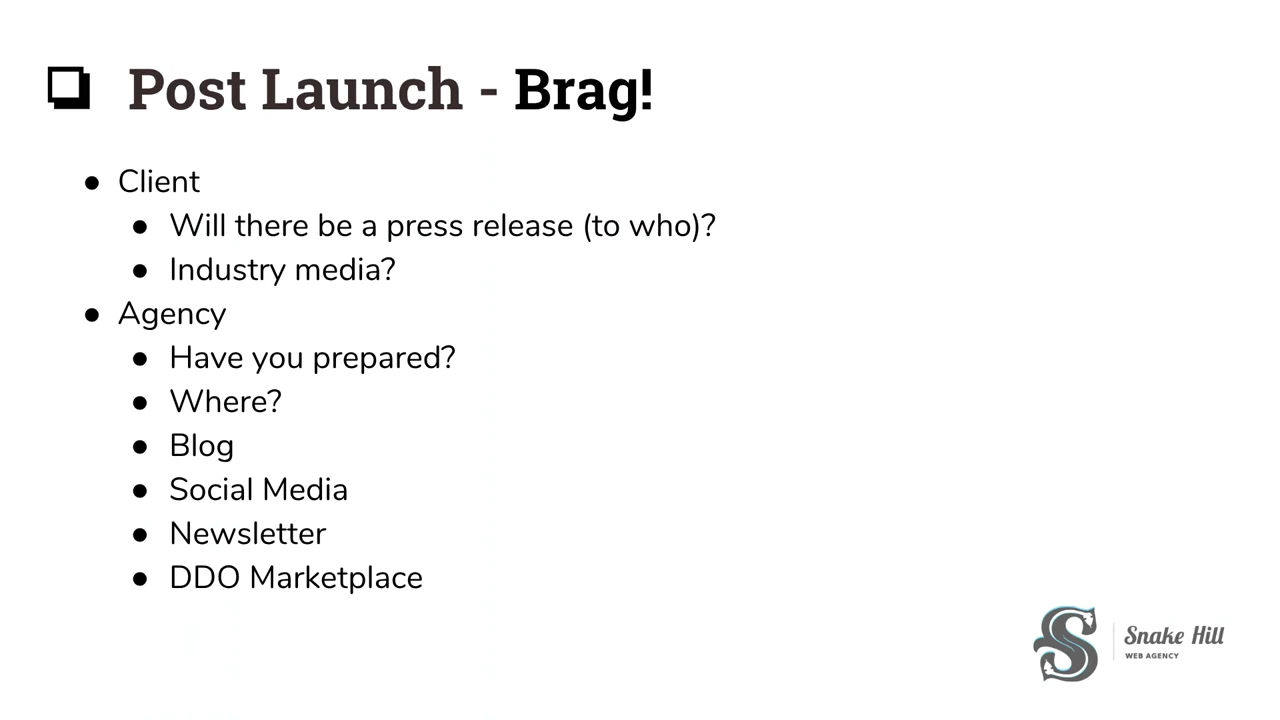 ❏ Post Launch - Brag!
● Client
● Will there be a press release (to who)?
● Industry media?
● Agency
● Have you prepared?
● Where?
● Blog
● Social Media
● Newsletter
● DDO Marketplace
S
Snake Hill
WEB AGENCY